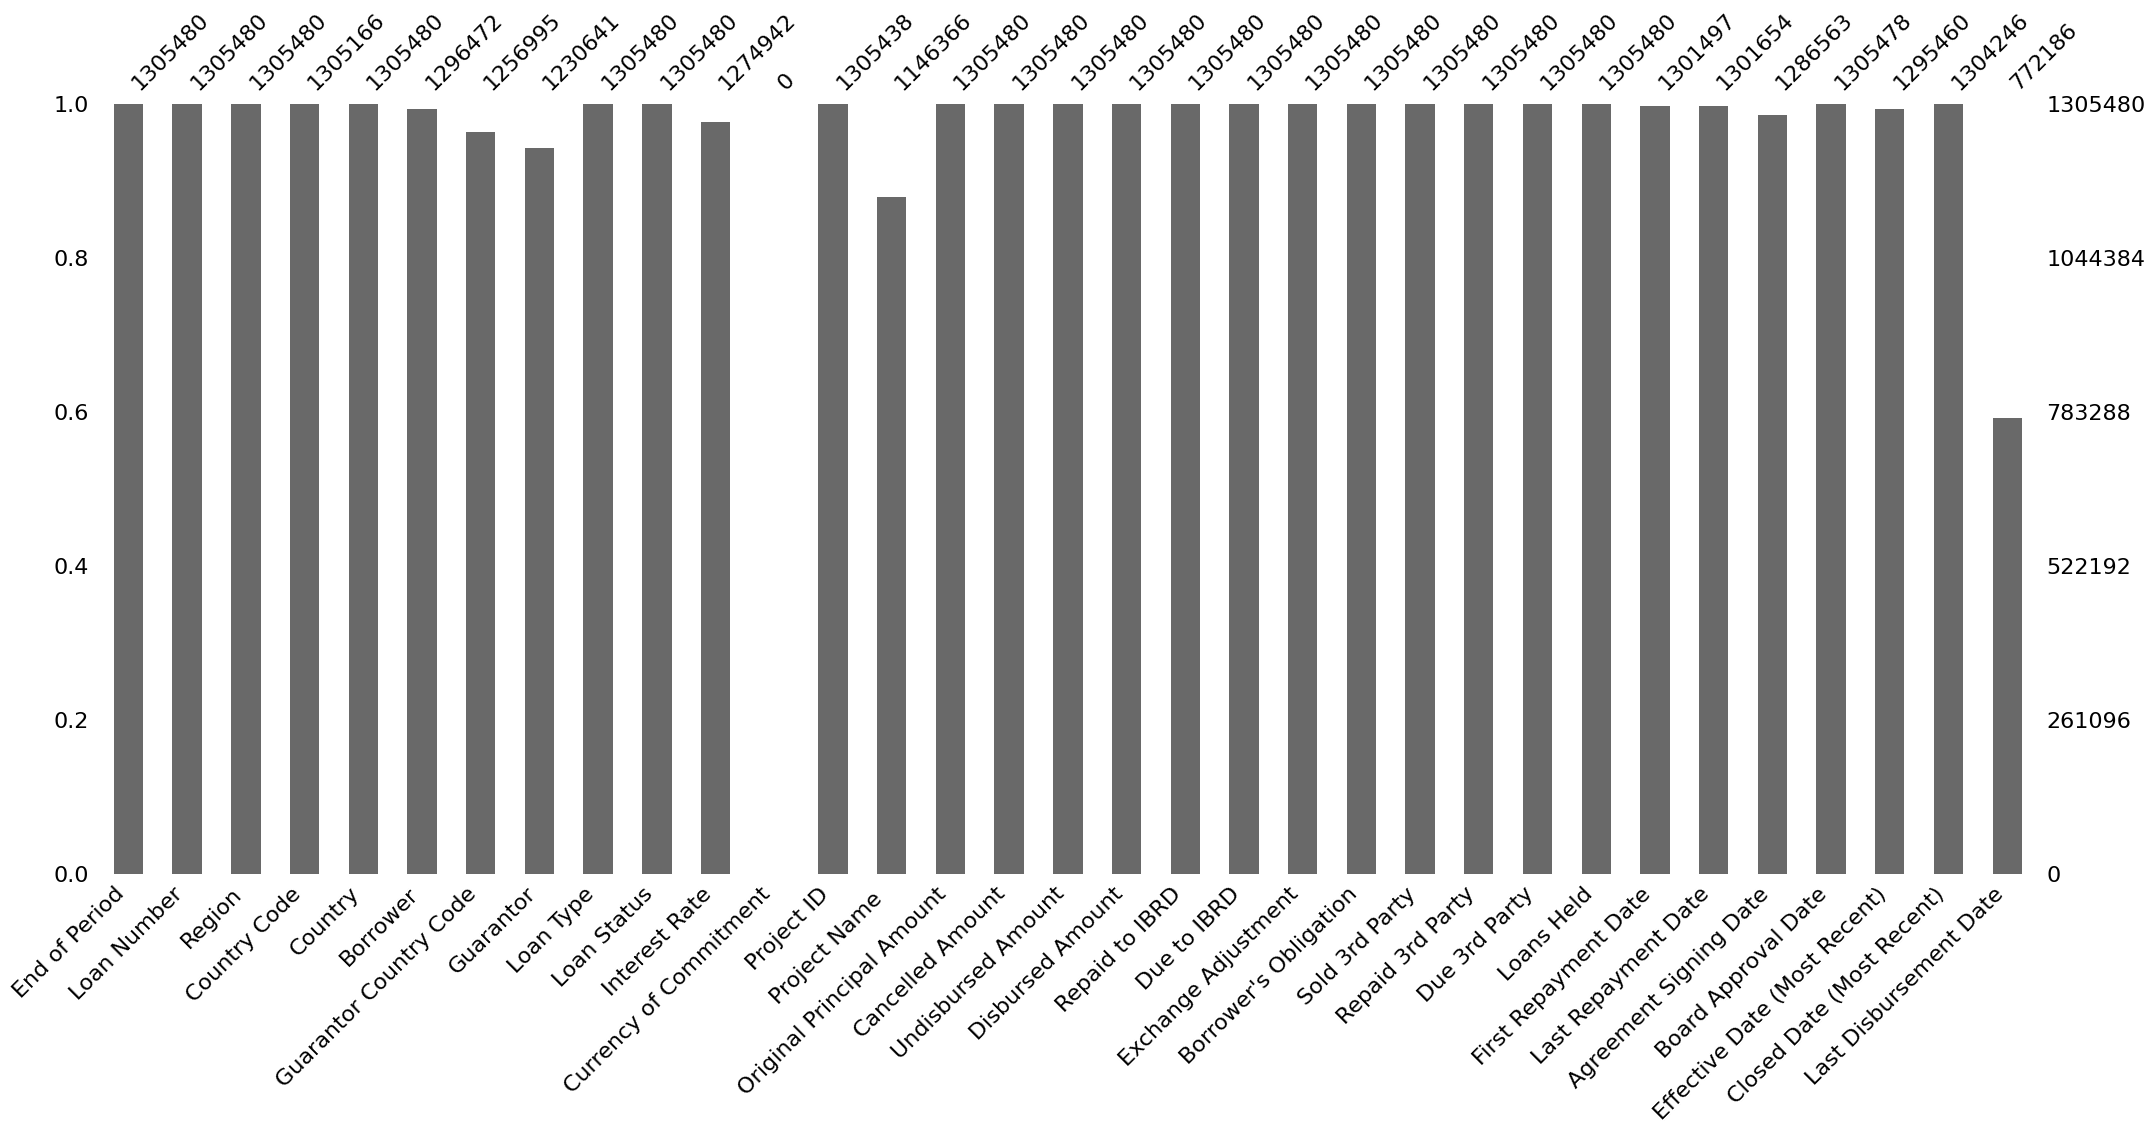 1305480
1305480
1305480
1305166
1305480
1296472
1256995
1230641
1305480
1305480
1274942
0
1305438
1146366
1305480
1305480
1305480
1305480
1305480
1305480
1305480
1305480
1305480
1305480
1305480
1305480
1301497
1301654
1286563
1305478
1295460
1304246
772186
1.0
0.8
0.6
0.4
0.2
0.0
1305480
1044384
783288
522192
261096
0
End of Period
Loan Number
Region
Country Code
Country
Borrower
Guarantor Country Code
Guarantor
Loan Type
Loan Status
Interest Rate
Currency of Commitment
Project ID
Project Name
Original Principal Amount
Cancelled Amount
Undisbursed Amount
Disbursed Amount
Repaid to IBRD
Due to IBRD
Exchange Adjustment
Borrower's Obligation
Sold 3rd Party
Repaid 3rd Party
Due 3rd Party
Loans Held
First Repayment Date
Last Repayment Date
Agreement Signing Date
Board Approval Date
Effective Date (Most Recent)
Closed Date (Most Recent)
Last Disbursement Date